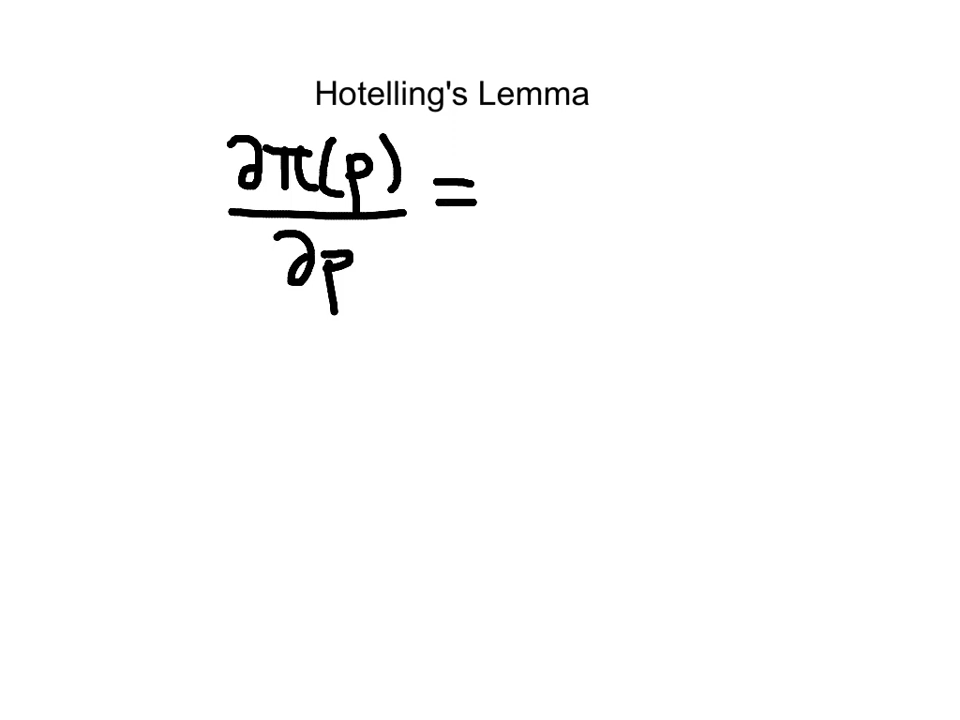 Hotelling's Lemma
∂π(p)
=
∂p